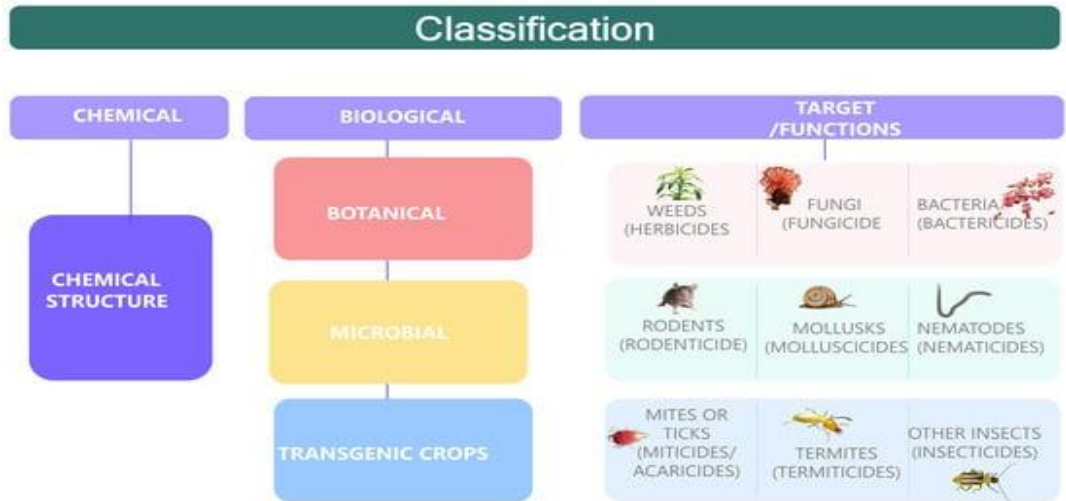 Classification
CHEMICAL
BIOLOGICAL
TARGET
/FUNCTIONS
CHEMICAL
STRUCTURE
BOTANICAL
MICROBIAL
TRANSGENIC CROPS
WEEDS
(HERBICIDES
FUNGI
(FUNGICIDE
BACTERIA
(BACTERICIDES)
RODENTS
(RODENTICIDE)
MOLLUSKS
(MOLLUSCICIDES
NEMATODES
(NEMATICIDES)
MITES OR
TICKS
(MITICIDES/
ACARICIDES)
TERMITES
(TERMITICIDES)
OTHER INSECTS
(INSECTICIDES)